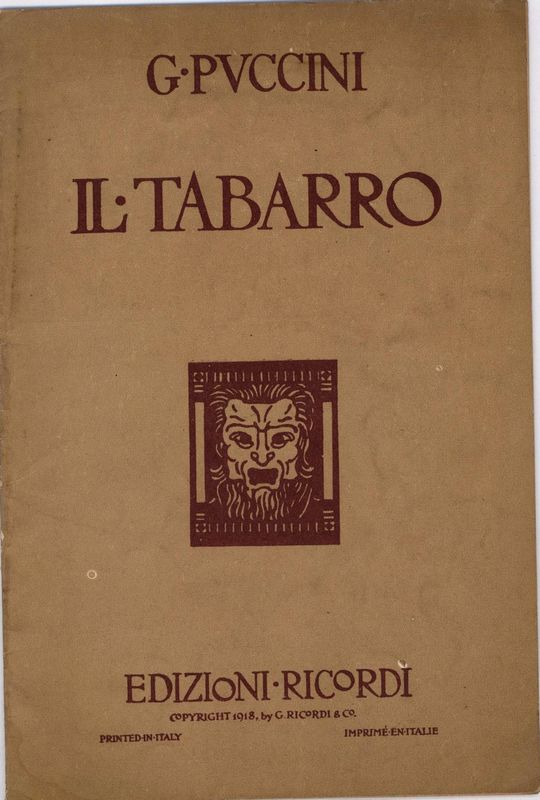 G·PVCCINI
IL·TABARRO
EDIZIONI·RICORDI
COPYRIGHT 1918, by G. RICORDI & CO.
PRINTED·IN·ITALY
IMPRIMÉ·EN·ITALIE